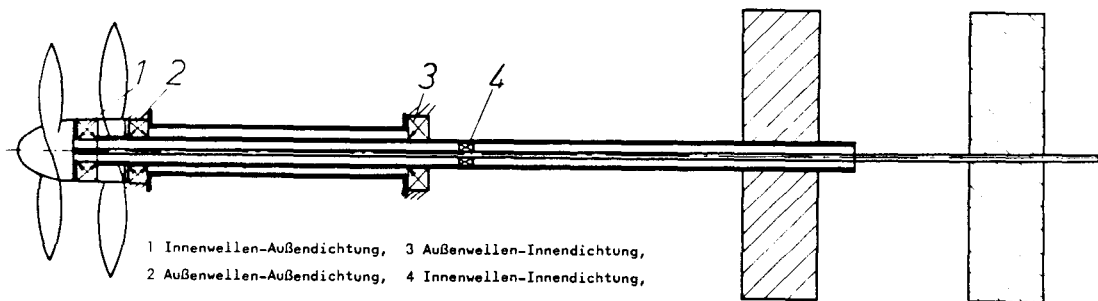 1 2 3 4
1 Innenwellen-Außendichtung, 3 Außenwellen-Innendichtung,
2 Außenwellen-Außendichtung, 4 Innenwellen-Innendichtung,